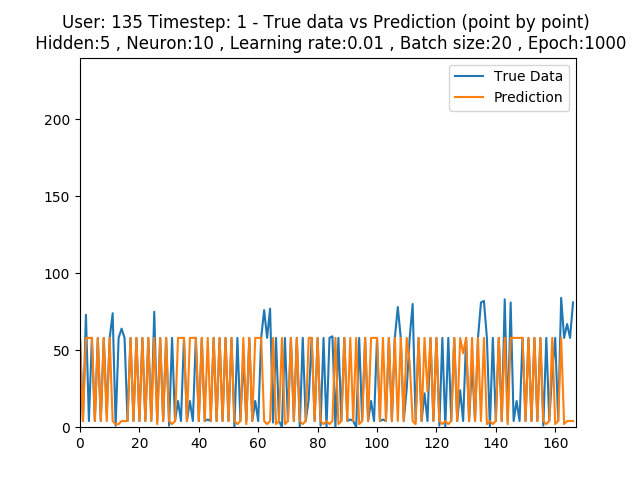 User: 135 Timestep: 1 - True data vs Prediction (point by point)
Hidden:5 , Neuron:10 , Learning rate:0.01 , Batch size:20 , Epoch:1000
True Data
Prediction
200
150
100
50
0
0 20 40 60 80 100 120 140 160